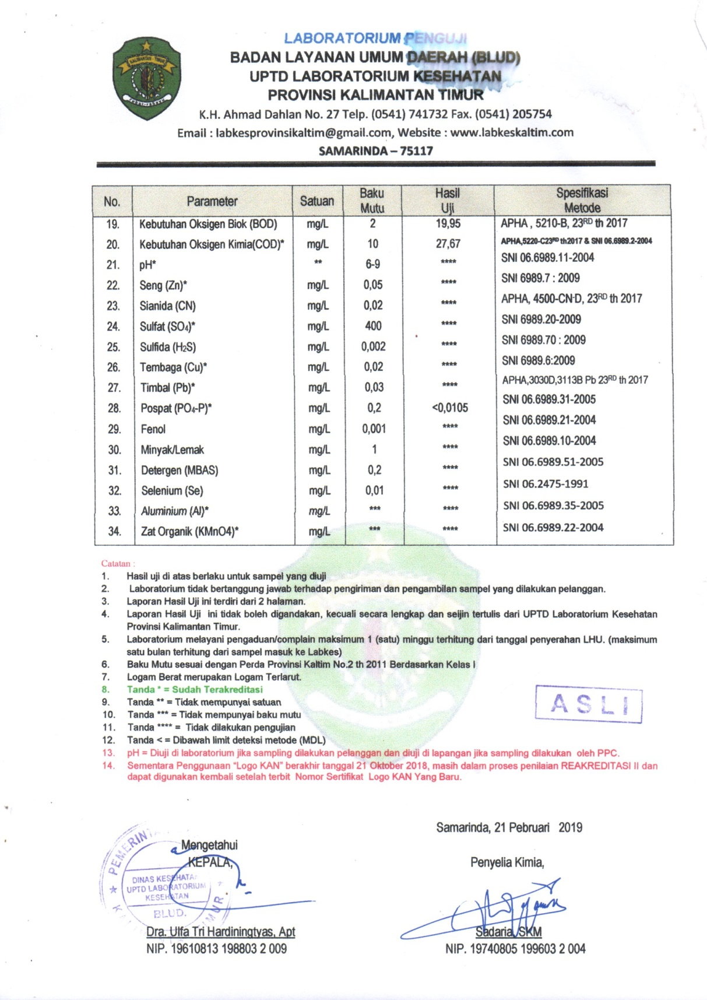 LABORATORIUM PENGUJI
BADAN LAYANAN UMUM DAERAH (BLUD)
UPTD LABORATORIUM KESEHATAN
PROVINSI KALIMANTAN TIMUR
K.H. Ahmad Dahlan No. 27 Telp. (0541) 741732 Fax. (0541) 205754
Email : labkesprovinsikaltim@gmail.com, Website : www.labkeskaltim.com
SAMARINDA – 75117
KALIMANTAN - TIMUR
No. Parameter Satuan Baku Mutu Hasil Uji Spesifikasi Metode
19. Kebutuhan Oksigen Biok (BOD) mg/L 2 19,95 APHA , 5210-B, 23RD th 2017
20. Kebutuhan Oksigen Kimia(COD)* mg/L 10 27,67 APHA,5220-C23RD th2017 & SNI 06.6989.2-2004
21. pH* ** 6-9 **** SNI 06.6989.11-2004
22. Seng (Zn)* mg/L 0,05 **** SNI 6989.7 : 2009
23. Sianida (CN) mg/L 0,02 **** APHA, 4500-CN-D, 23RD th 2017
24. Sulfat (SO4)* mg/L 400 **** SNI 6989.20-2009
25. Sulfida (H2S) mg/L 0,002 **** SNI 6989.70 : 2009
26. Tembaga (Cu)* mg/L 0,02 **** SNI 6989.6:2009
27. Timbal (Pb)* mg/L 0,03 **** APHA,3030D,3113B Pb 23RD th 2017
28. Pospat (PO4-P)* mg/L 0,2 <0,0105 SNI 06.6989.31-2005
29. Fenol mg/L 0,001 **** SNI 06.6989.21-2004
30. Minyak/Lemak mg/L 1 **** SNI 06.6989.10-2004
31. Detergen (MBAS) mg/L 0,2 **** SNI 06.6989.51-2005
32. Selenium (Se) mg/L 0,01 **** SNI 06.2475-1991
33. Aluminium (Al)* mg/L *** **** SNI 06.6989.35-2005
34. Zat Organik (KMnO4)* mg/L *** **** SNI 06.6989.22-2004
Catatan :
1. Hasil uji di atas berlaku untuk sampel yang diuji
2. Laboratorium tidak bertanggung jawab terhadap pengiriman dan pengambilan sampel yang dilakukan pelanggan.
3. Laporan Hasil Uji ini terdiri dari 2 halaman.
4. Laporan Hasil Uji ini tidak boleh digandakan, kecuali secara lengkap dan seijin tertulis dari UPTD Laboratorium Kesehatan
Provinsi Kalimantan Timur.
5. Laboratorium melayani pengaduan/complain maksimum 1 (satu) minggu terhitung dari tanggal penyerahan LHU. (maksimum
satu bulan terhitung dari sampel masuk ke Labkes)
6. Baku Mutu sesuai dengan Perda Provinsi Kaltim No.2 th 2011 Berdasarkan Kelas I
7. Logam Berat merupakan Logam Terlarut.
8. Tanda * = Sudah Terakreditasi
9. Tanda ** = Tidak mempunyai satuan
10. Tanda *** = Tidak mempunyai baku mutu
11. Tanda **** = Tidak dilakukan pengujian
12. Tanda < = Dibawah limit deteksi metode (MDL)
13. pH = Diuji di laboratorium jika sampling dilakukan pelanggan dan diuji di lapangan jika sampling dilakukan oleh PPC.
14. Sementara Penggunaan “Logo KAN” berakhir tanggal 21 Oktober 2018, masih dalam proses penilaian REAKREDITASI II dan
dapat digunakan kembali setelah terbit Nomor Sertifikat Logo KAN Yang Baru.
ASLI
Samarinda, 21 Pebruari 2019
Mengetahui
KEPALA,
Penyelia Kimia,
DINAS KESEHATAN
UPTD LABORATORIUM
KESEHATAN
BLUD.
Dra. Ulfa Tri Hardiningtyas, Apt
NIP. 19610813 198803 2 009
Sadaria, SKM
NIP. 19740805 199603 2 004